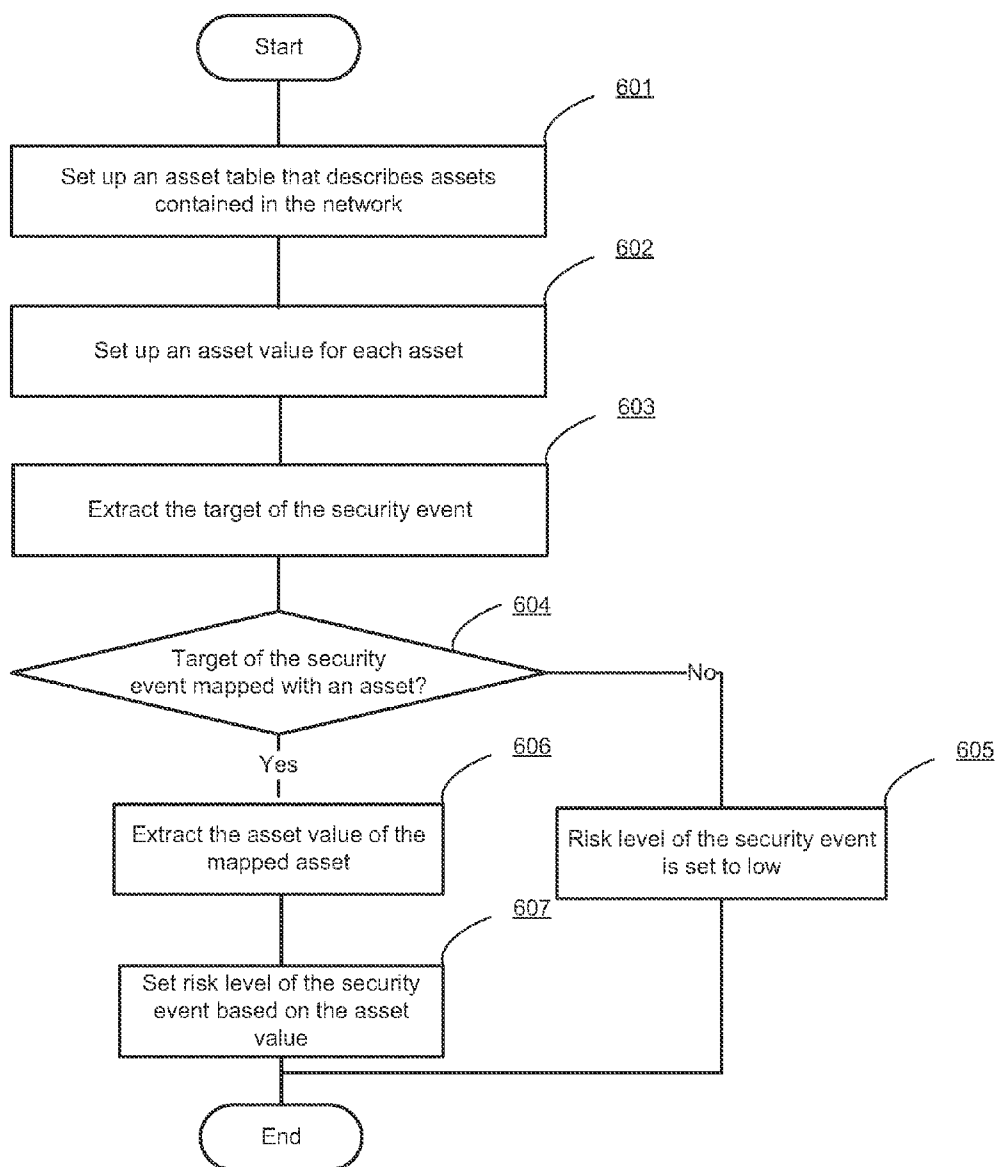 Start
601
Set up an asset table that describes assets
contained in the network
602
Set up an asset value for each asset
603
Extract the target of the security event
604
Target of the security
event mapped with an asset?
No
Yes
606
605
Extract the asset value of the
mapped asset
Risk level of the security event
is set to low
607
Set risk level of the security
event based on the asset
value
End